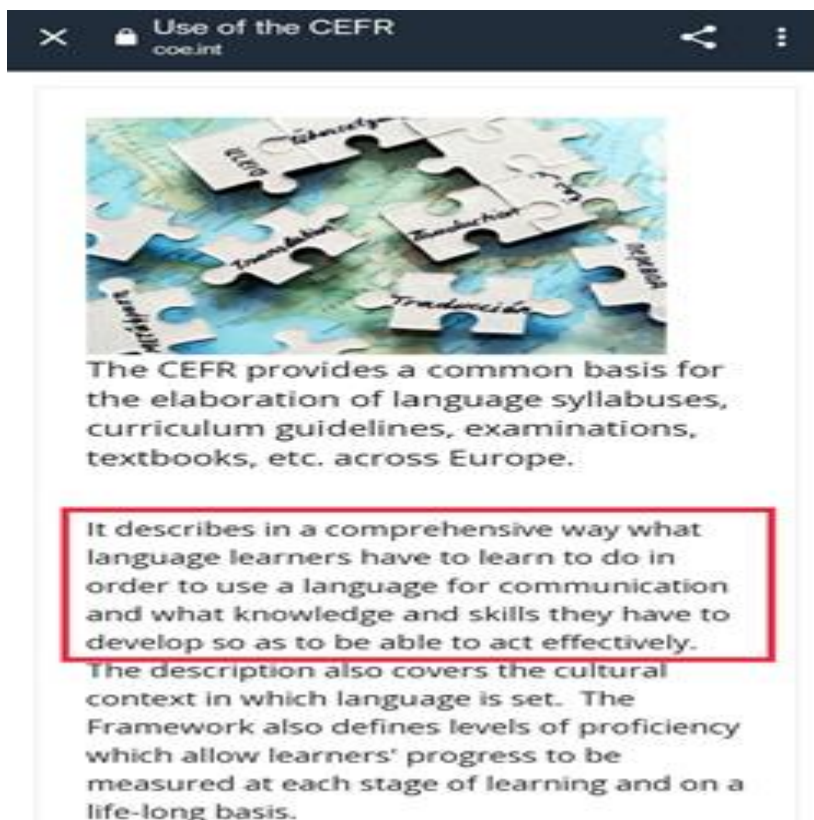 Use of the CEFR
coe.int
Translation
Traducción
The CEFR provides a common basis for
the elaboration of language syllabuses,
curriculum guidelines, examinations,
textbooks, etc. across Europe.
It describes in a comprehensive way what
language learners have to learn to do in
order to use a language for communication
and what knowledge and skills they have to
develop so as to be able to act effectively.
The description also covers the cultural
context in which language is set. The
Framework also defines levels of proficiency
which allow learners' progress to be
measured at each stage of learning and on a
life-long basis.